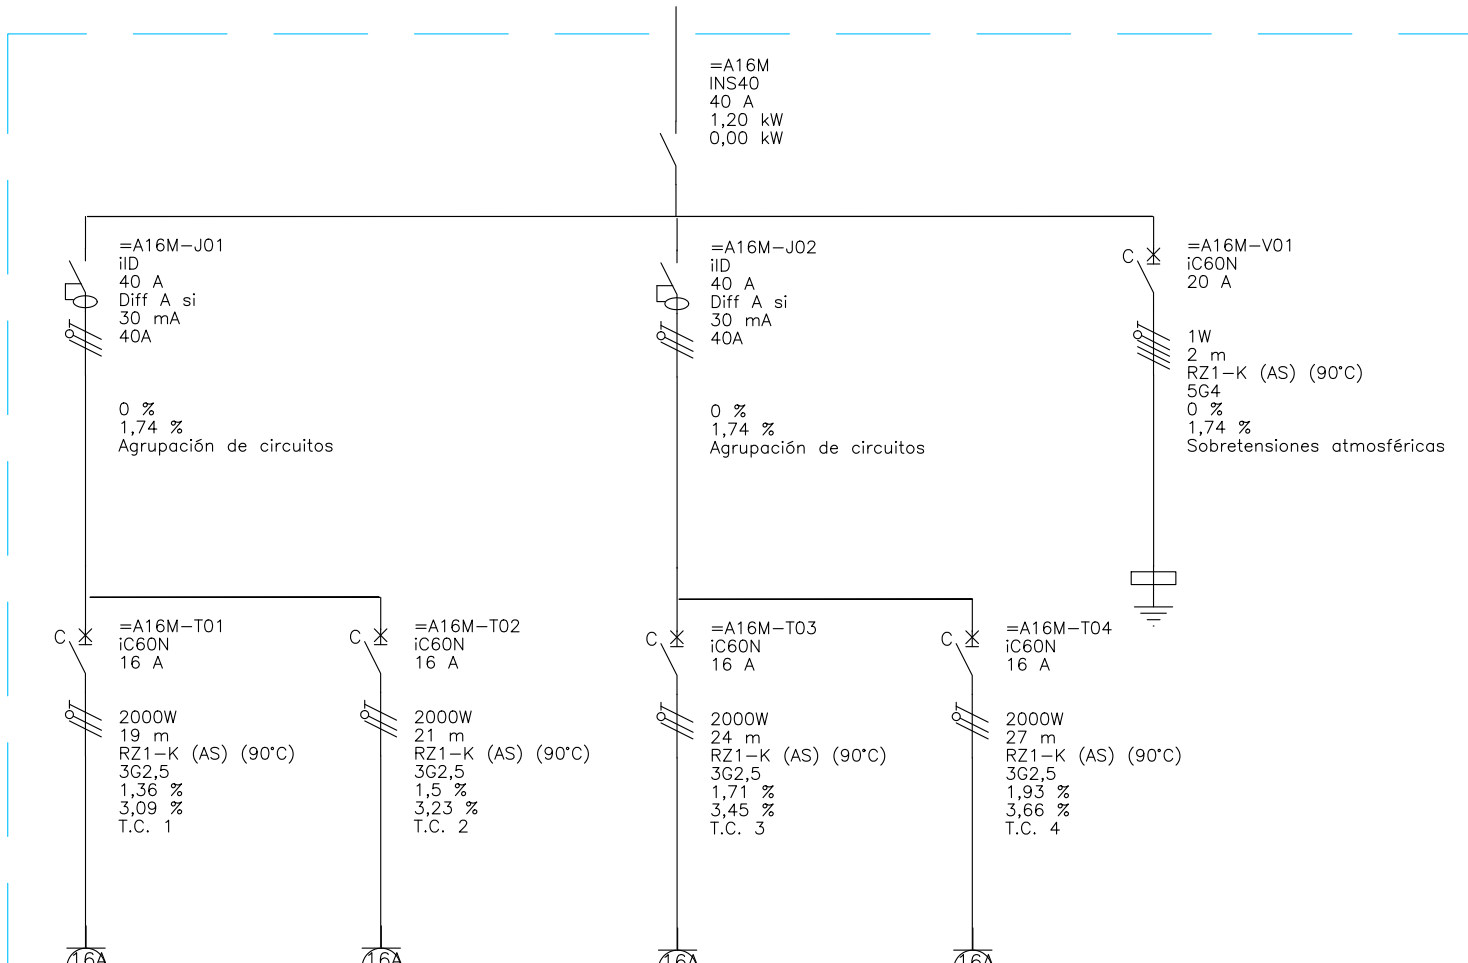 =A16M
INS40
40 A
1,20 kW
0,00 kW
=A16M-J01
iID
40 A
Diff A si
30 mA
40A
0 %
1,74 %
Agrupación de circuitos
=A16M-J02
iID
40 A
Diff A si
30 mA
40A
0 %
1,74 %
Agrupación de circuitos
C
=A16M-V01
iC60N
20 A
1W
2 m
RZ1-K (AS) (90°C)
5G4
0 %
1,74 %
Sobretensiones atmosféricas
C
=A16M-T01
iC60N
16 A
2000W
19 m
RZ1-K (AS) (90°C)
3G2,5
1,36 %
3,09 %
T.C. 1
16A
C
=A16M-T02
iC60N
16 A
2000W
21 m
RZ1-K (AS) (90°C)
3G2,5
1,5 %
3,23 %
T.C. 2
16A
C
=A16M-T03
iC60N
16 A
2000W
24 m
RZ1-K (AS) (90°C)
3G2,5
1,71 %
3,45 %
T.C. 3
16A
C
=A16M-T04
iC60N
16 A
2000W
27 m
RZ1-K (AS) (90°C)
3G2,5
1,93 %
3,66 %
T.C. 4
16A